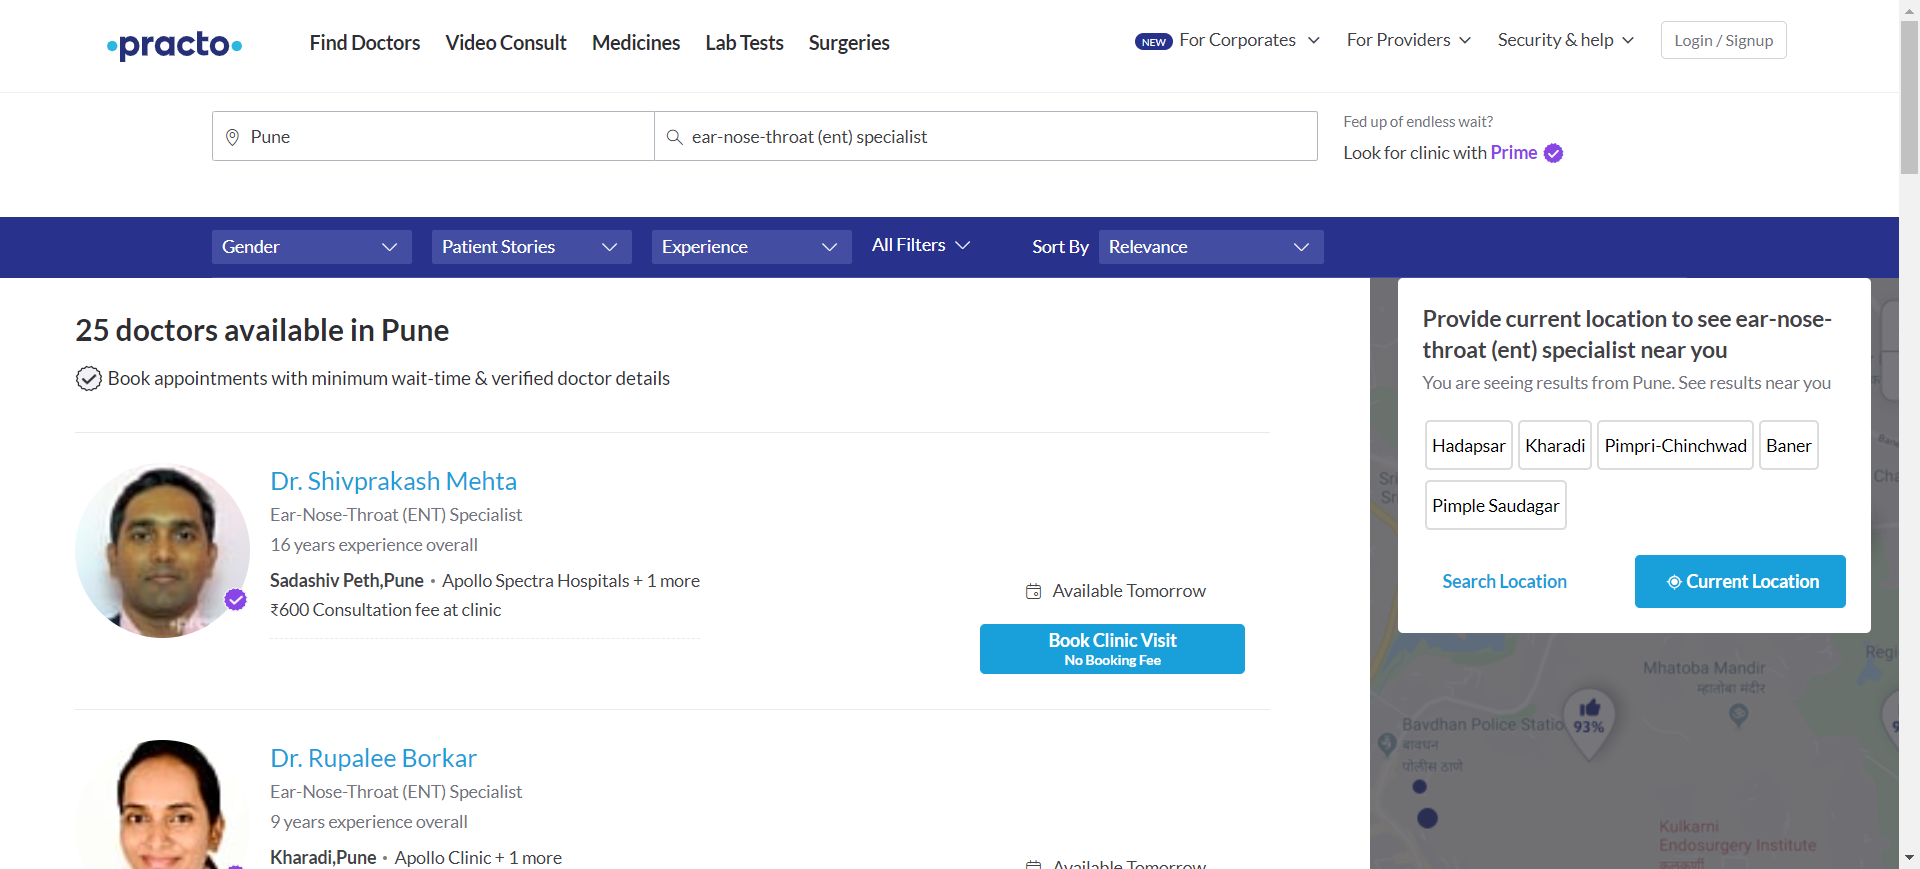 practo
Find Doctors
Video Consult
Medicines
Lab Tests
Surgeries
NEW For Corporates
For Providers
Security & help
Login / Signup
Pune
ear-nose-throat (ent) specialist
Fed up of endless wait?
Look for clinic with Prime
Gender
Patient Stories
Experience
All Filters
Sort By
Relevance
25 doctors available in Pune
Book appointments with minimum wait-time & verified doctor details
Dr. Shivprakash Mehta
Ear-Nose-Throat (ENT) Specialist
16 years experience overall
Sadashiv Peth,Pune • Apollo Spectra Hospitals + 1 more
₹600 Consultation fee at clinic
Available Tomorrow
Book Clinic Visit
No Booking Fee
Dr. Rupalee Borkar
Ear-Nose-Throat (ENT) Specialist
9 years experience overall
Kharadi,Pune • Apollo Clinic + 1 more
Available Tomorrow
Provide current location to see ear-nose-
throat (ent) specialist near you
You are seeing results from Pune. See results near you
Hadapsar
Kharadi
Pimpri-Chinchwad
Baner
Pimple Saudagar
Search Location
Current Location
Mhatoba Mandir
म्हातोबा मंदीर
93%
Bavdhan Police Statio
बावधन
पोलीस ठाणे
Kulkarni
Endosurgery Institute
कुलकर्णी